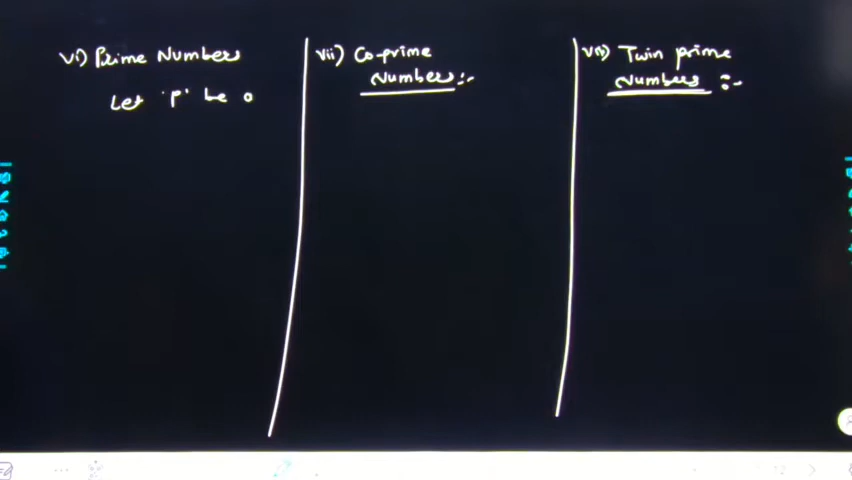 vi) Prime Numbers
Let 'p' be a
vii) Co-prime
Numbers:-
viii) Twin prime
Numbers :-